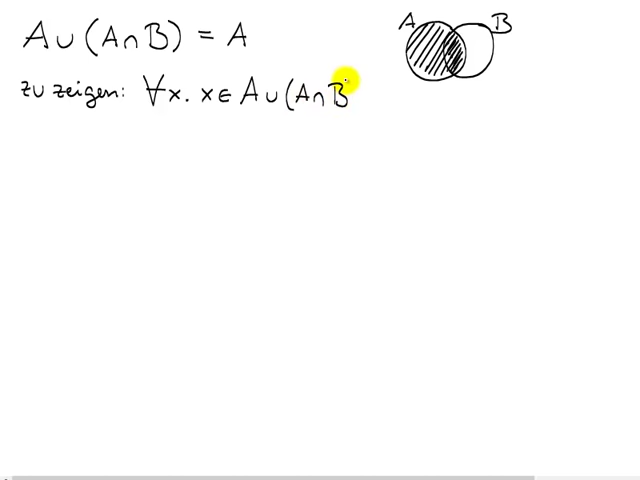 A∪(A∩B) = A
A B
zu zeigen: ∀x. x∈ A∪(A∩B